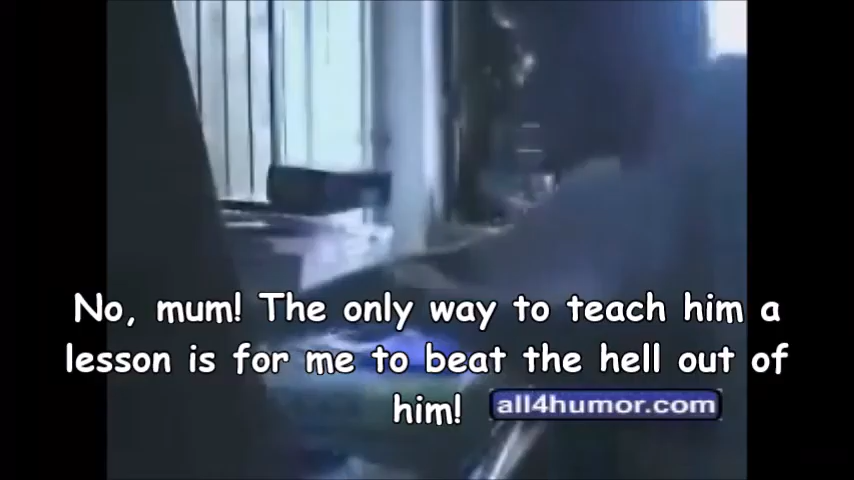 No, mum! The only way to teach him a
lesson is for me to beat the hell out of
him!
all4humor.com